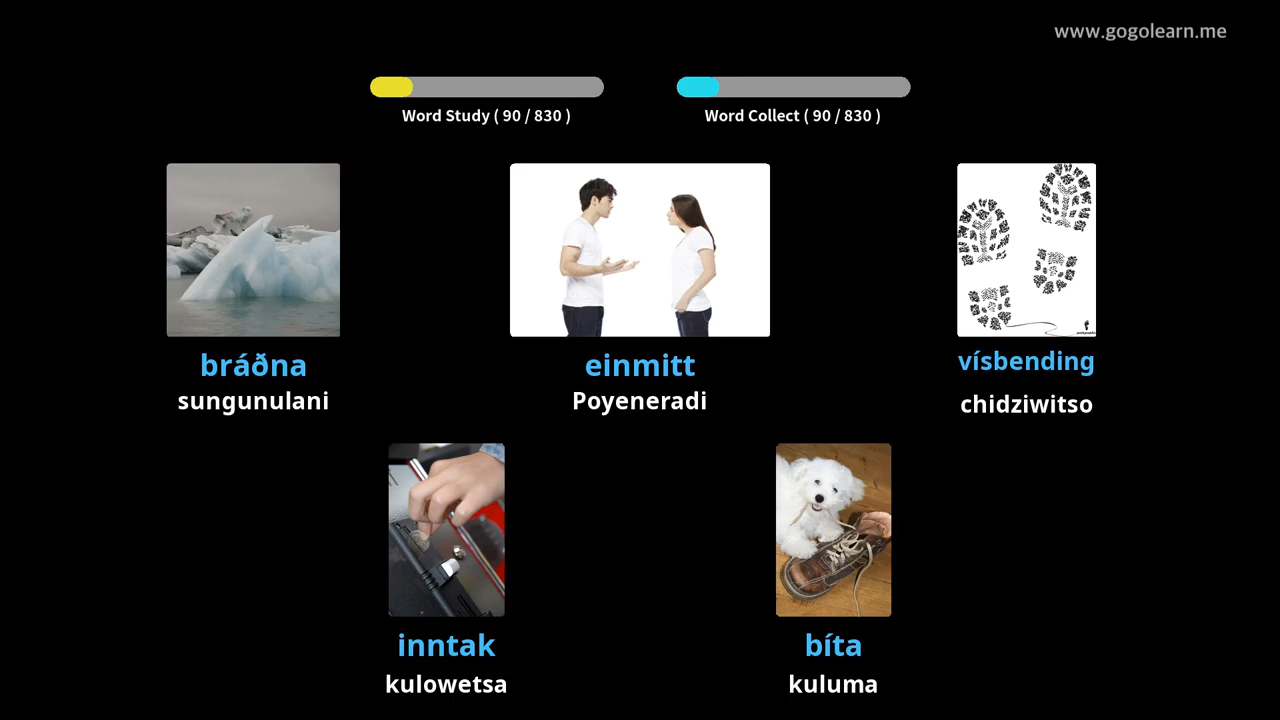 www.gogolearn.me
Word Study ( 90 / 830 )
Word Collect ( 90 / 830 )
bráðna
sungunulani
einmitt
Poyeneradi
vísbending
chidziwitso
inntak
kulowetsa
bíta
kuluma